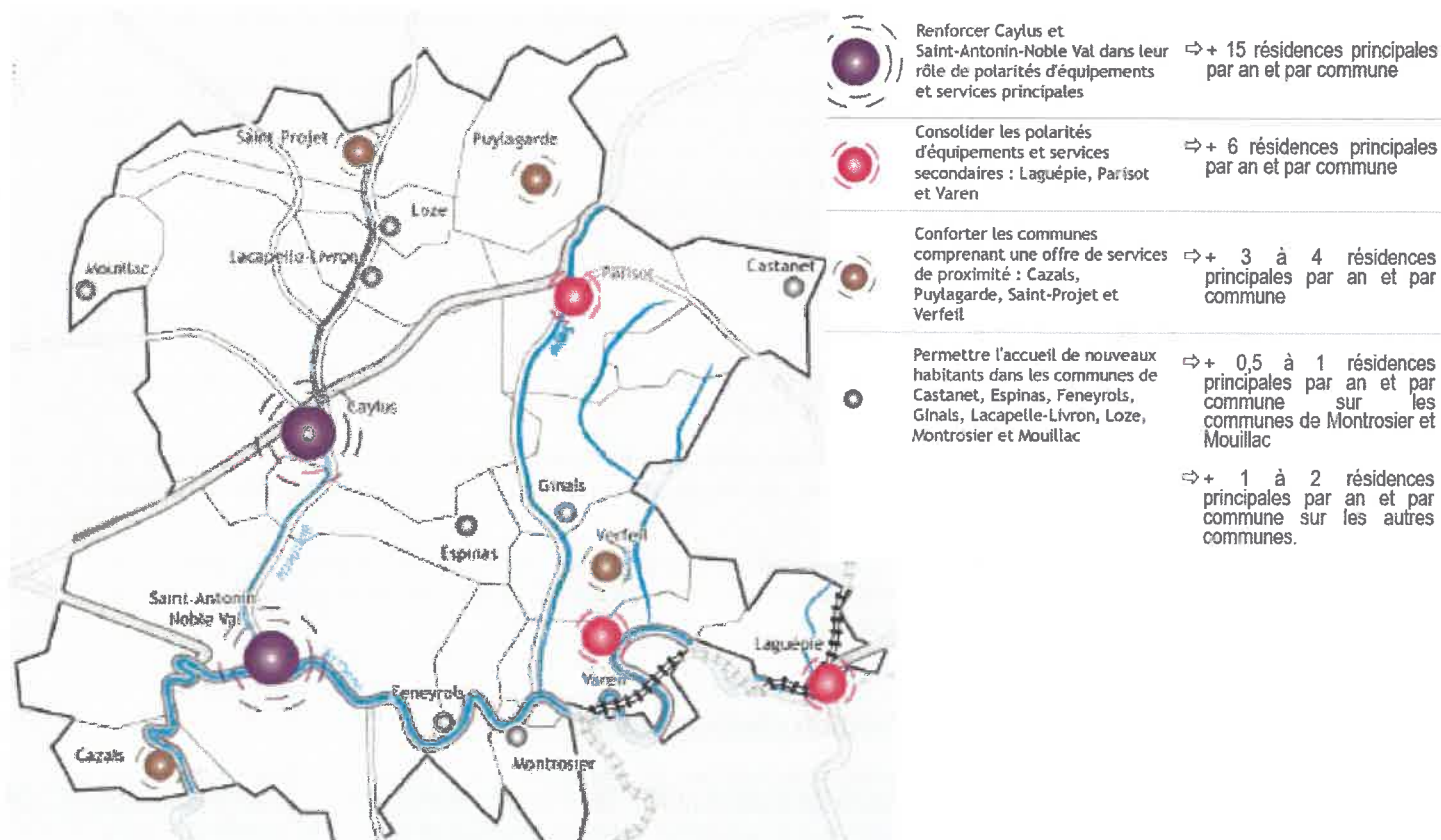 Renforcer Caylus et
Saint-Antonin-Noble Val dans leur
rôle de polarités d'équipements
et services principales
⇨+ 15 résidences principales
par an et par commune
Consolider les polarités
d'équipements et services
secondaires : Laguépie, Parisot
et Varen
⇨+ 6 résidences principales
par an et par commune
Conforter les communes
comprenant une offre de services
de proximité : Cazals,
Puylagarde, Saint-Projet et
Verfeil
⇨+ 3 à 4 résidences
principales par an et par
commune
Permettre l'accueil de nouveaux
habitants dans les communes de
Castanet, Espinas, Feneyrols,
Ginals, Lacapelle-Livron, Loze,
Montrosier et Mouillac
⇨+ 0,5 à 1 résidences
principales par an et par
commune sur les
communes de Montrosier et
Mouillac
⇨+ 1 à 2 résidences
principales par an et par
commune sur les autres
communes.
Saint Projet
Puylagarde
Loze
Lacapelle-Livron
Mouillac
Parisot
Castanet
Caylus
Ginals
Espinas
Verfeil
Saint-Antonin
Noble Val
Laguépie
Varen
Feneyrols
Cazals
Montrosier